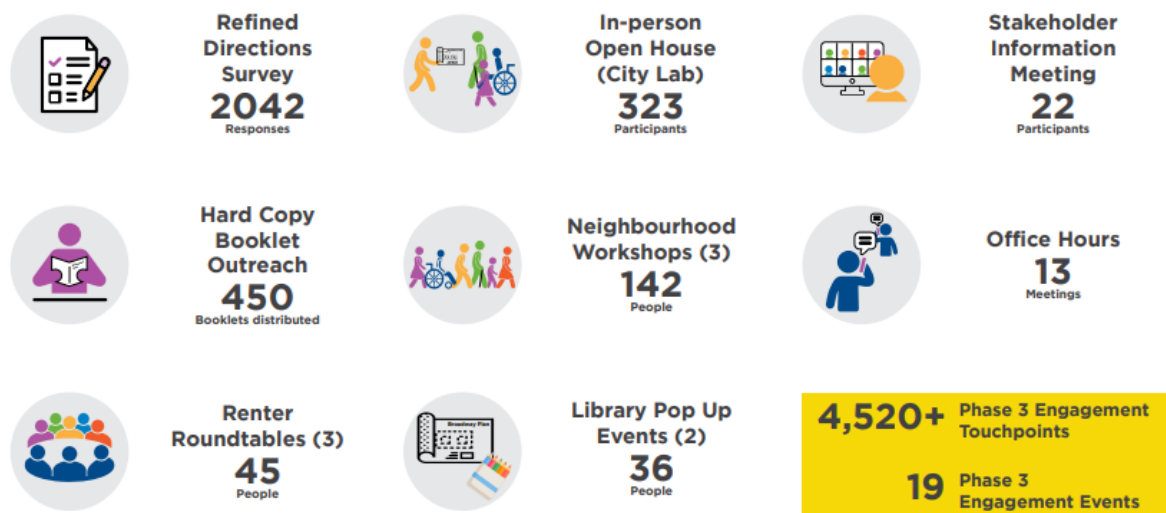 Refined
Directions
Survey
2042
Responses
In-person
Open House
(City Lab)
323
Participants
Stakeholder
Information
Meeting
22
Participants
Hard Copy
Booklet
Outreach
450
Booklets distributed
Neighbourhood
Workshops (3)
142
People
Office Hours
13
Meetings
Renter
Roundtables (3)
45
People
Broadway Plan
Library Pop Up
Events (2)
36
People
4,520+ Phase 3 Engagement
Touchpoints
19 Phase 3
Engagement Events